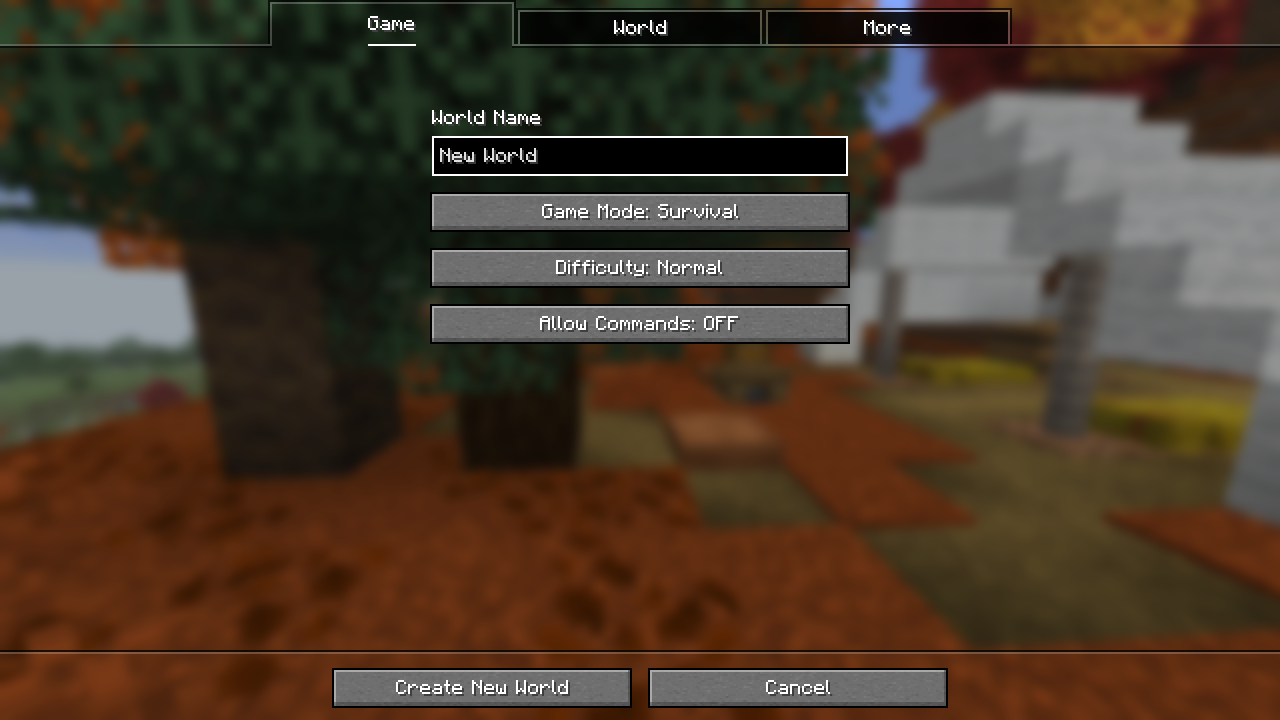 Game
World
More
World Name
New World
Game Mode: Survival
Difficulty: Normal
Allow Commands: OFF
Create New World
Cancel